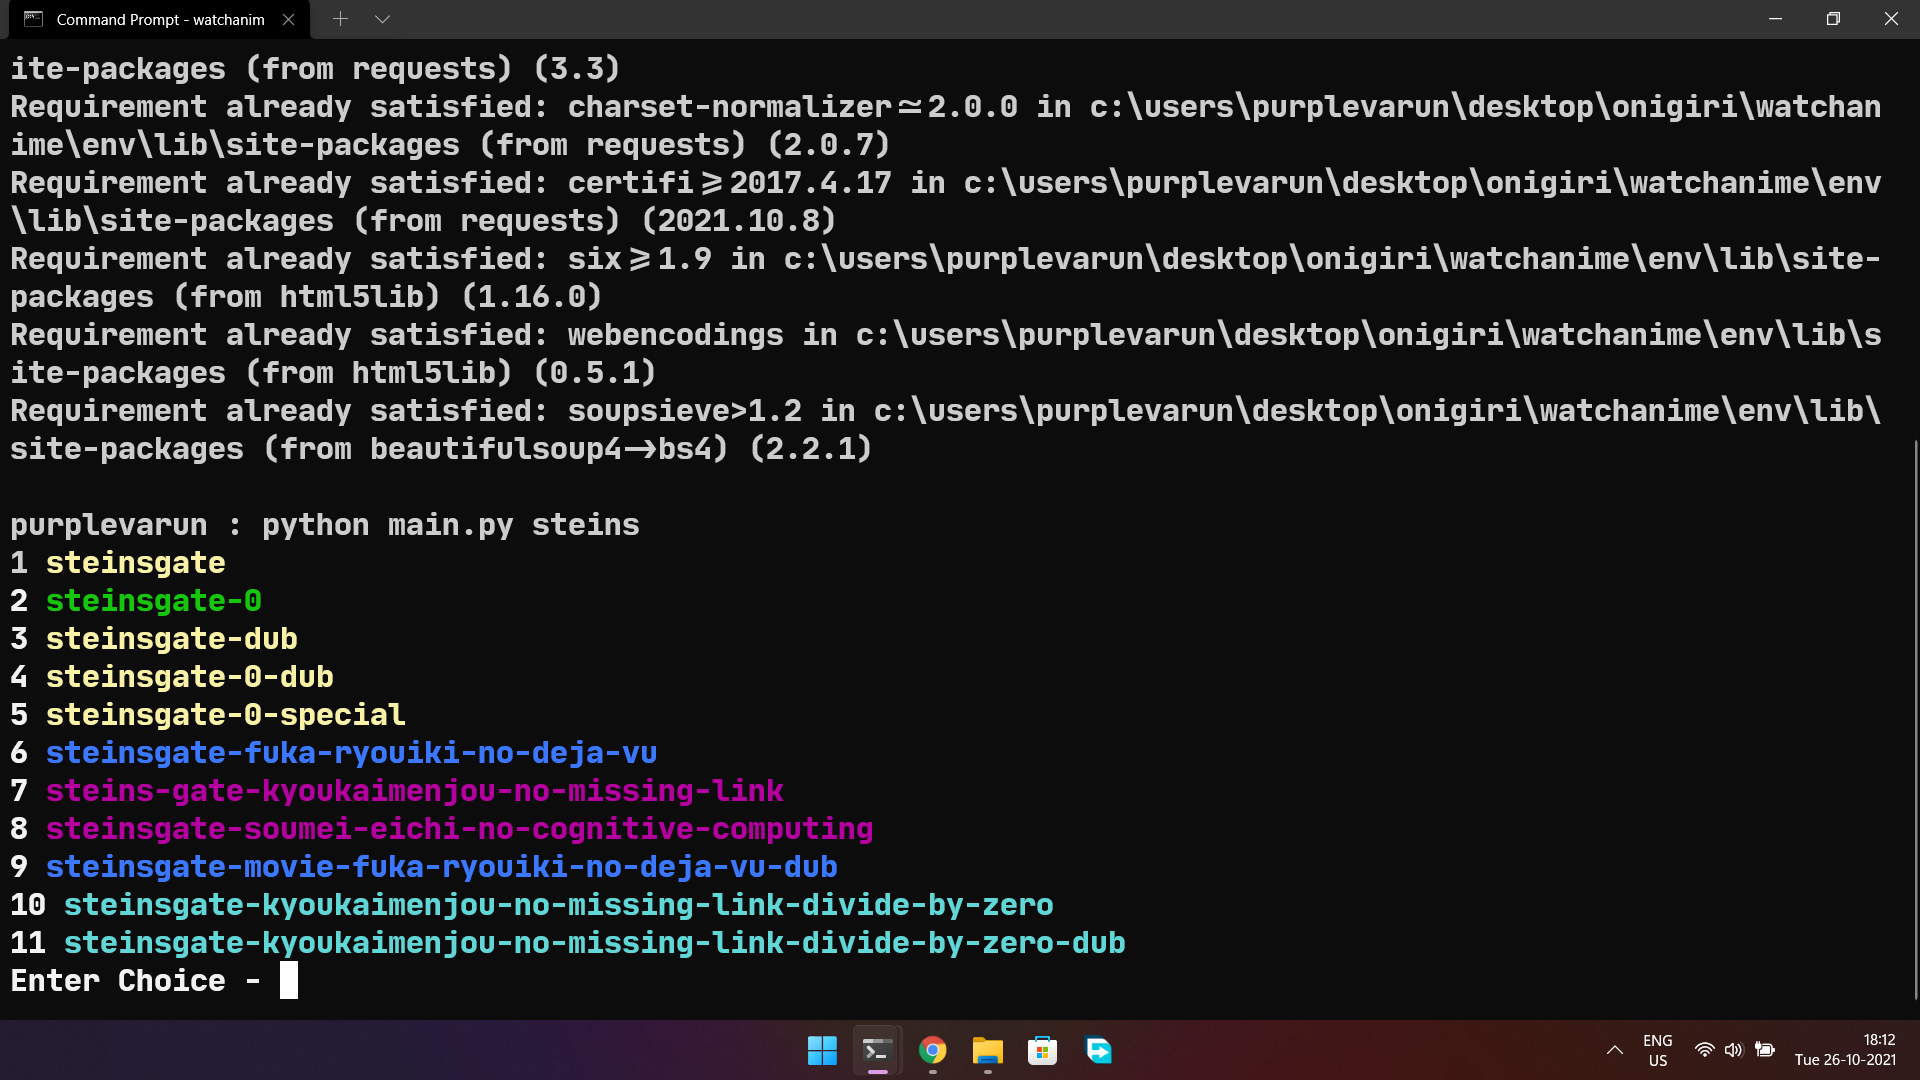 Command Prompt - watchanim
ite-packages (from requests) (3.3)
Requirement already satisfied: charset-normalizer~=2.0.0 in c:\users\purplevarun\desktop\onigiri\watchan
ime\env\lib\site-packages (from requests) (2.0.7)
Requirement already satisfied: certifi>=2017.4.17 in c:\users\purplevarun\desktop\onigiri\watchanime\env
\lib\site-packages (from requests) (2021.10.8)
Requirement already satisfied: six>=1.9 in c:\users\purplevarun\desktop\onigiri\watchanime\env\lib\site-
packages (from html5lib) (1.16.0)
Requirement already satisfied: webencodings in c:\users\purplevarun\desktop\onigiri\watchanime\env\lib\s
ite-packages (from html5lib) (0.5.1)
Requirement already satisfied: soupsieve>1.2 in c:\users\purplevarun\desktop\onigiri\watchanime\env\lib\
site-packages (from beautifulsoup4->bs4) (2.2.1)
purplevarun : python main.py steins
1 steinsgate
2 steinsgate-0
3 steinsgate-dub
4 steinsgate-0-dub
5 steinsgate-0-special
6 steinsgate-fuka-ryouiki-no-deja-vu
7 steins-gate-kyoukaimenjou-no-missing-link
8 steinsgate-soumei-eichi-no-cognitive-computing
9 steinsgate-movie-fuka-ryouiki-no-deja-vu-dub
10 steinsgate-kyoukaimenjou-no-missing-link-divide-by-zero
11 steinsgate-kyoukaimenjou-no-missing-link-divide-by-zero-dub
Enter Choice -
ENG
US
18:12
Tue 26-10-2021